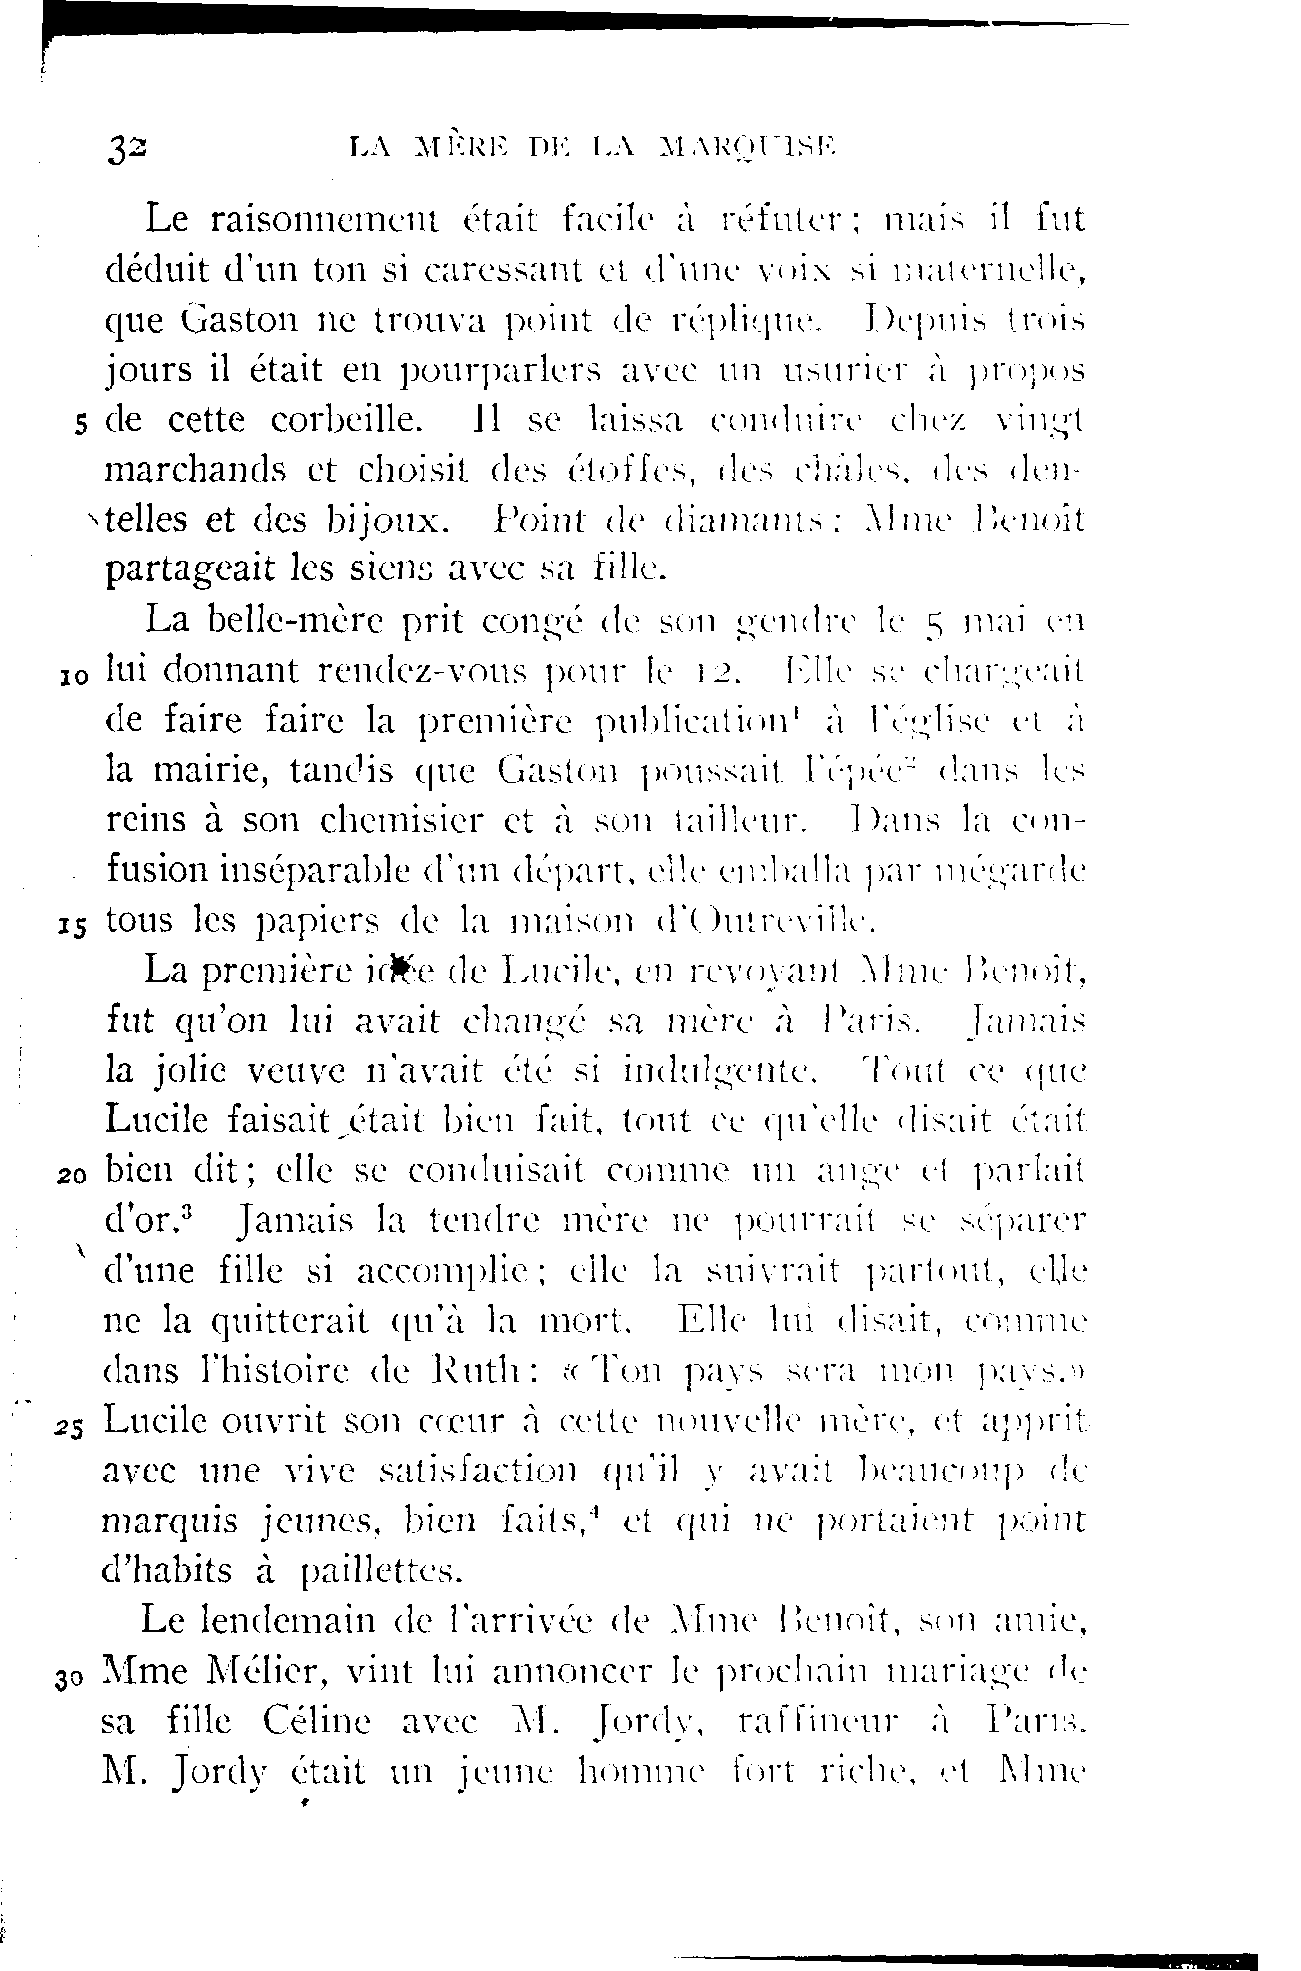 32 LA MÈRE DE LA MARQUISE
Le raisonnement était facile à réfuter; mais il fut
déduit d'un ton si caressant et d'une voix si maternelle,
que Gaston ne trouva point de réplique. Depuis trois
jours il était en pourparlers avec un usurier à propos
5 de cette corbeille. Il se laissa conduire chez vingt
marchands et choisit des étoffes, des châles, des den-
telles et des bijoux. Point de diamants: Mme Benoît
partageait les siens avec sa fille.
La belle-mère prit congé de son gendre le 5 mai en
10 lui donnant rendez-vous pour le 12. Elle se chargeait
de faire faire la première publication¹ à l'église et à
la mairie, tandis que Gaston poussait l'épée² dans les
reins à son chemisier et à son tailleur. Dans la con-
fusion inséparable d'un départ, elle emballa par mégarde
15 tous les papiers de la maison d'Outreville.
La première idée de Lucile, en revoyant Mme Benoît,
fut qu'on lui avait changé sa mère à Paris. Jamais
la jolie veuve n'avait été si indulgente. Tout ce que
Lucile faisait était bien fait, tout ce qu'elle disait était
20 bien dit; elle se conduisait comme un ange et parlait
d'or.³ Jamais la tendre mère ne pourrait se séparer
d'une fille si accomplie; elle la suivrait partout, elle
ne la quitterait qu'à la mort. Elle lui disait, comme
dans l'histoire de Ruth: « Ton pays sera mon pays.»
25 Lucile ouvrit son cœur à cette nouvelle mère, et apprit
avec une vive satisfaction qu'il y avait beaucoup de
marquis jeunes, bien faits,⁴ et qui ne portaient point
d'habits à paillettes.
Le lendemain de l'arrivée de Mme Benoît, son amie,
30 Mme Mélier, vint lui annoncer le prochain mariage de
sa fille Céline avec M. Jordy, raffineur à Paris.
M. Jordy était un jeune homme fort riche, et Mme